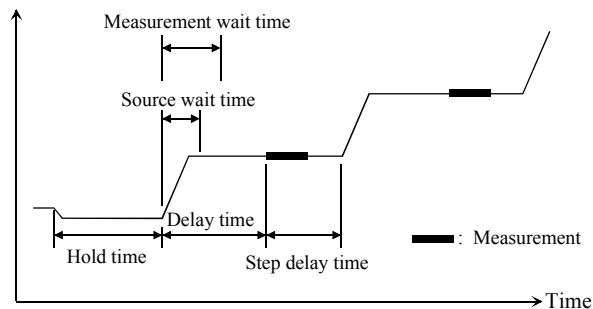 Measurement wait time
Source wait time
Delay time
Hold time
Step delay time
: Measurement
Time